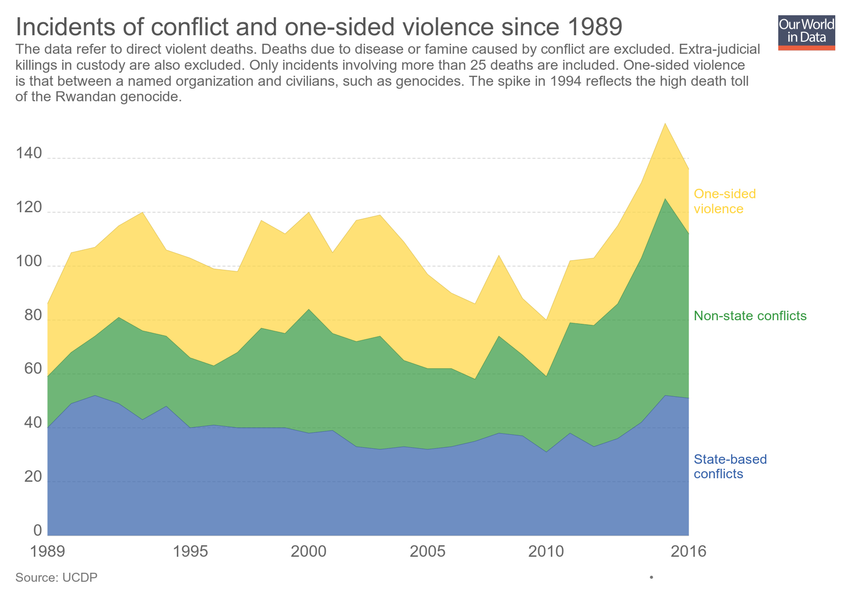 Incidents of conflict and one-sided violence since 1989
Our World
in Data
The data refer to direct violent deaths. Deaths due to disease or famine caused by conflict are excluded. Extra-judicial
killings in custody are also excluded. Only incidents involving more than 25 deaths are included. One-sided violence
is that between a named organization and civilians, such as genocides. The spike in 1994 reflects the high death toll
of the Rwandan genocide.
140
120
100
80
60
40
20
0
One-sided
violence
Non-state conflicts
State-based
conflicts
1989 1995 2000 2005 2010 2016
Source: UCDP